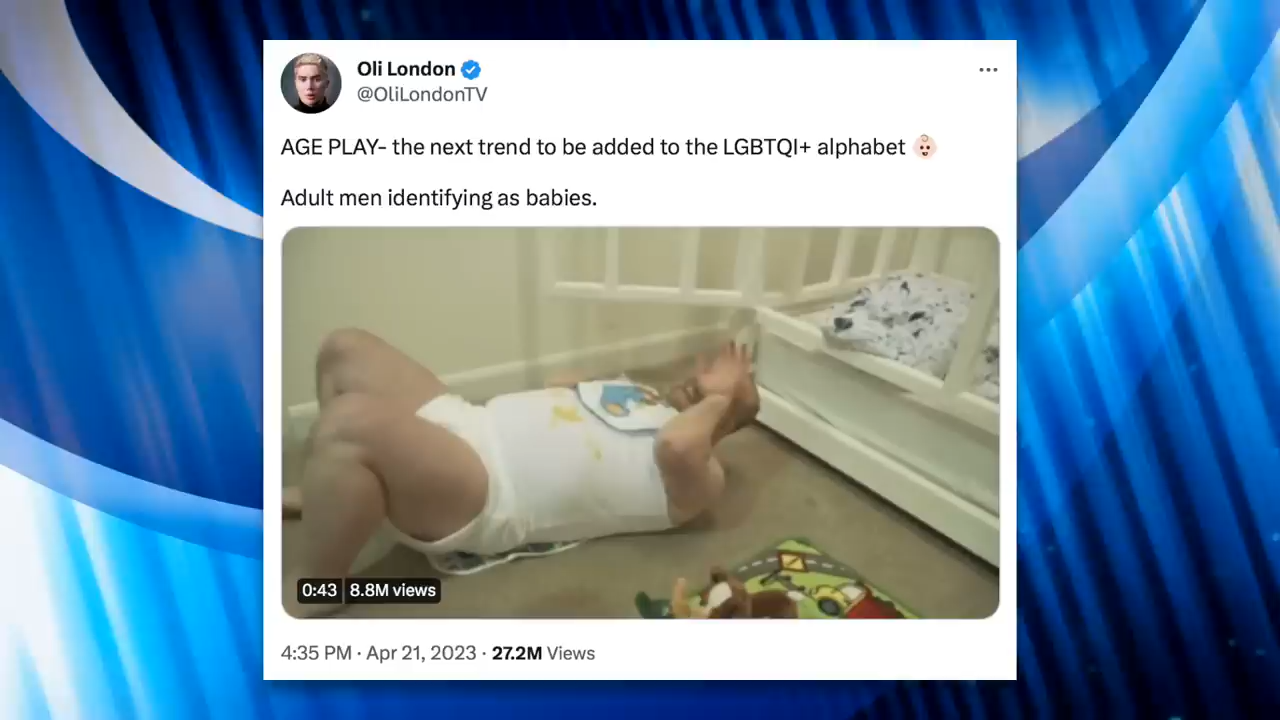 Oli London
@OliLondonTV
AGE PLAY- the next trend to be added to the LGBTQI+ alphabet
Adult men identifying as babies.
0:43 8.8M views
4:35 PM · Apr 21, 2023 · 27.2M Views